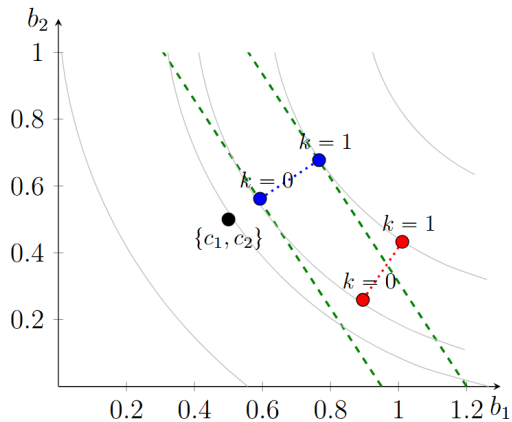 b₂
1
0.8
0.6
0.4
0.2
k = 1
k = 0
{c₁, c₂}
k = 1
k = 0
0.2 0.4 0.6 0.8 1 1.2 b₁